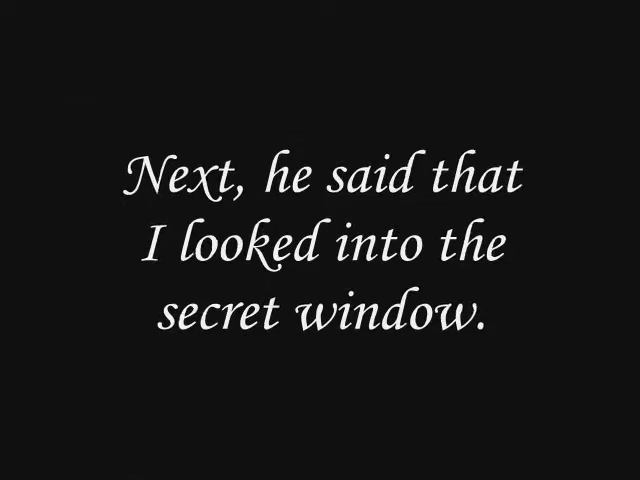 Next, he said that
I looked into the
secret window.